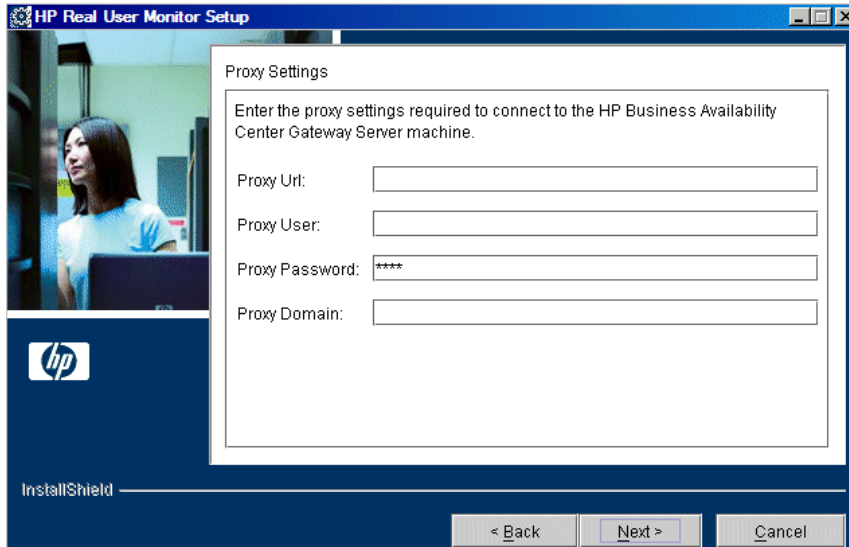 HP Real User Monitor Setup
Proxy Settings
Enter the proxy settings required to connect to the HP Business Availability
Center Gateway Server machine.
Proxy Url:
Proxy User:
Proxy Password: ****
Proxy Domain:
hp
InstallShield
< Back Next > Cancel